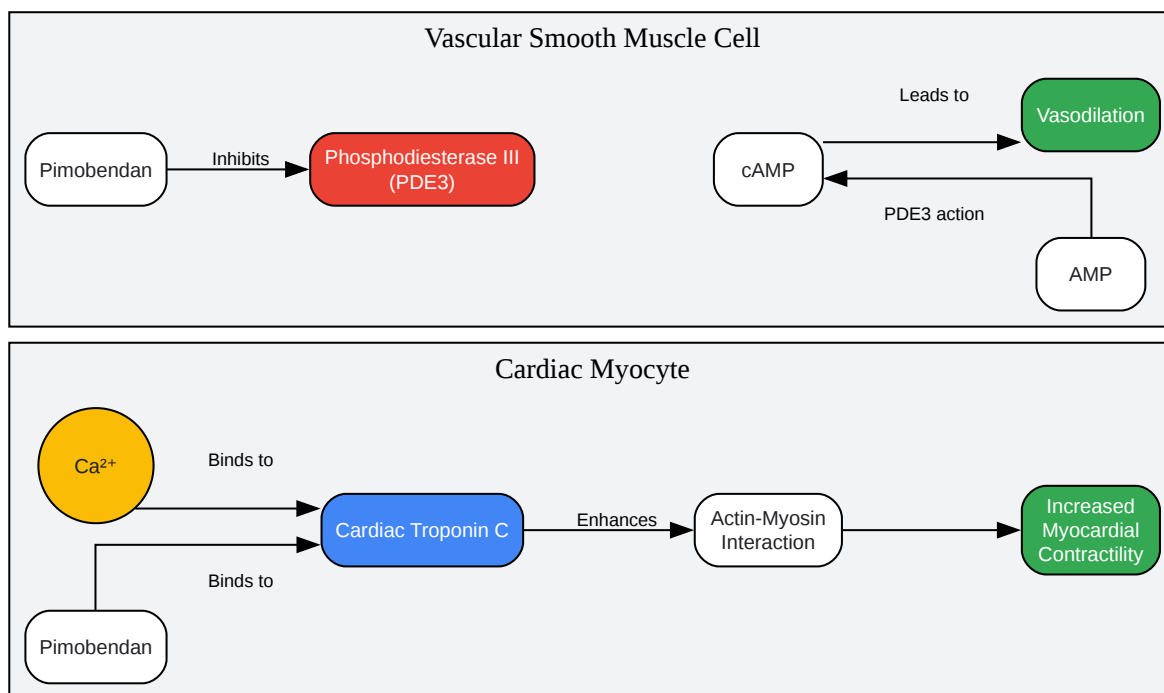 Vascular Smooth Muscle Cell
Leads to
Vasodilation
Pimobendan
Inhibits
Phosphodiesterase III
(PDE3)
cAMP
PDE3 action
AMP
Cardiac Myocyte
Ca²⁺
Binds to
Cardiac Troponin C
Enhances
Actin-Myosin
Interaction
Increased
Myocardial
Contractility
Binds to
Pimobendan